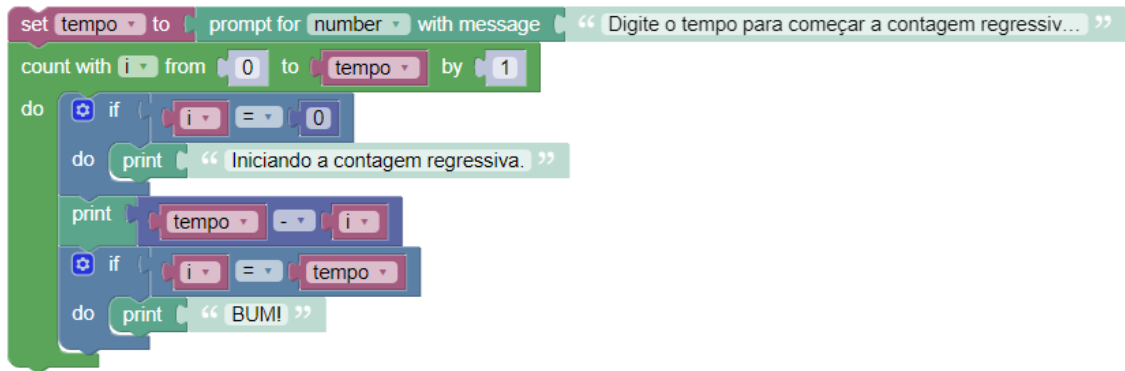 set tempo to prompt for number with message “ Digite o tempo para começar a contagem regressiv... ”
count with i from 0 to tempo by 1
do if i = 0
do print “ Iniciando a contagem regressiva. ”
print tempo - i
if i = tempo
do print “ BUM! ”